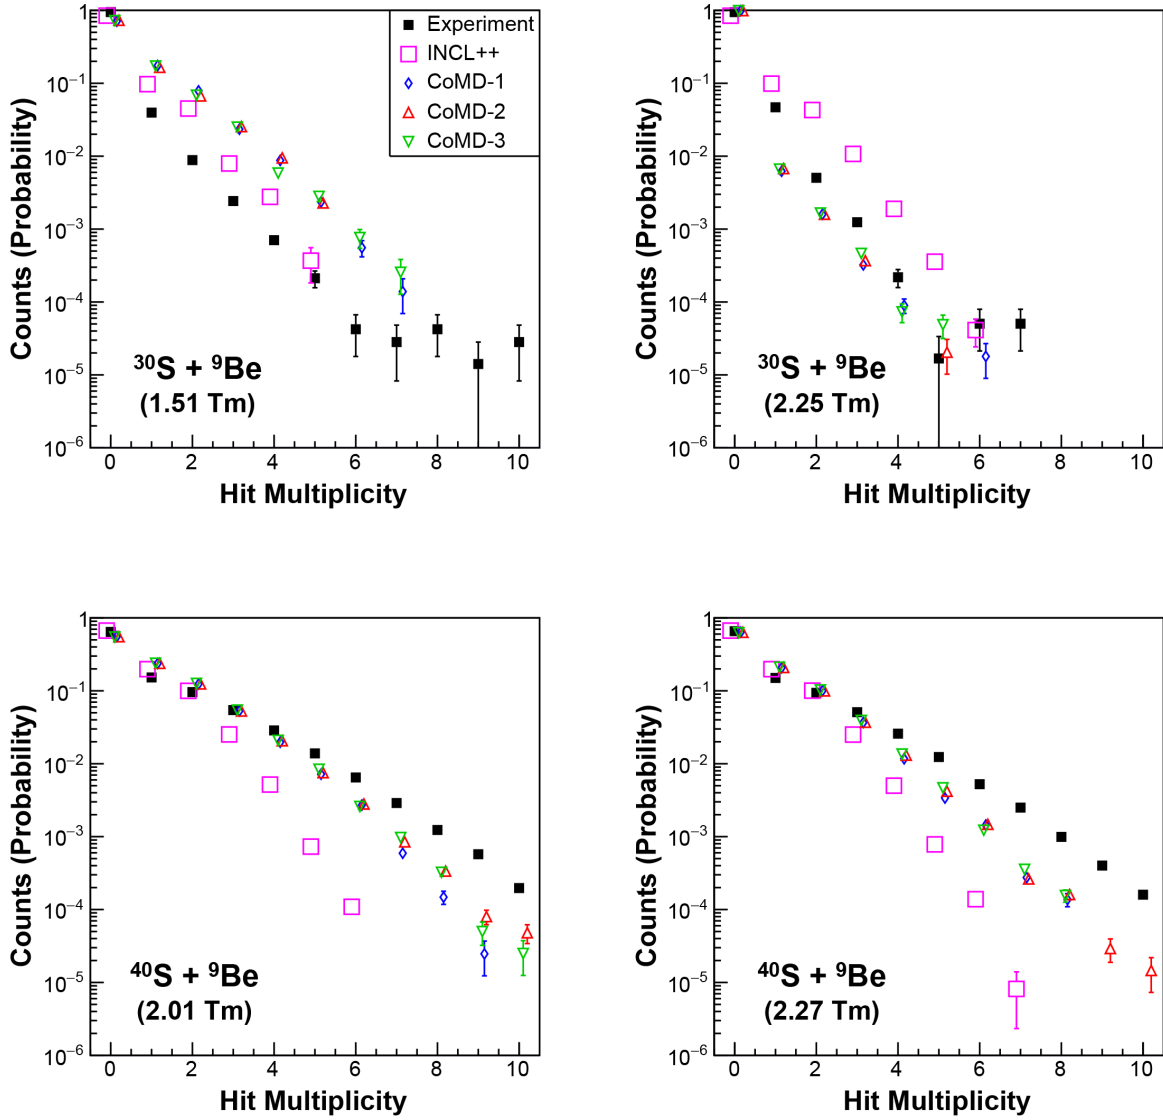 Counts (Probability)
1
10⁻¹
10⁻²
10⁻³
10⁻⁴
10⁻⁵
10⁻⁶
Experiment
INCL++
CoMD-1
CoMD-2
CoMD-3
³⁰S + ⁹Be
(1.51 Tm)
0 2 4 6 8 10
Hit Multiplicity
Counts (Probability)
1
10⁻¹
10⁻²
10⁻³
10⁻⁴
10⁻⁵
10⁻⁶
³⁰S + ⁹Be
(2.25 Tm)
0 2 4 6 8 10
Hit Multiplicity
Counts (Probability)
1
10⁻¹
10⁻²
10⁻³
10⁻⁴
10⁻⁵
10⁻⁶
⁴⁰S + ⁹Be
(2.01 Tm)
0 2 4 6 8 10
Hit Multiplicity
Counts (Probability)
1
10⁻¹
10⁻²
10⁻³
10⁻⁴
10⁻⁵
10⁻⁶
⁴⁰S + ⁹Be
(2.27 Tm)
0 2 4 6 8 10
Hit Multiplicity